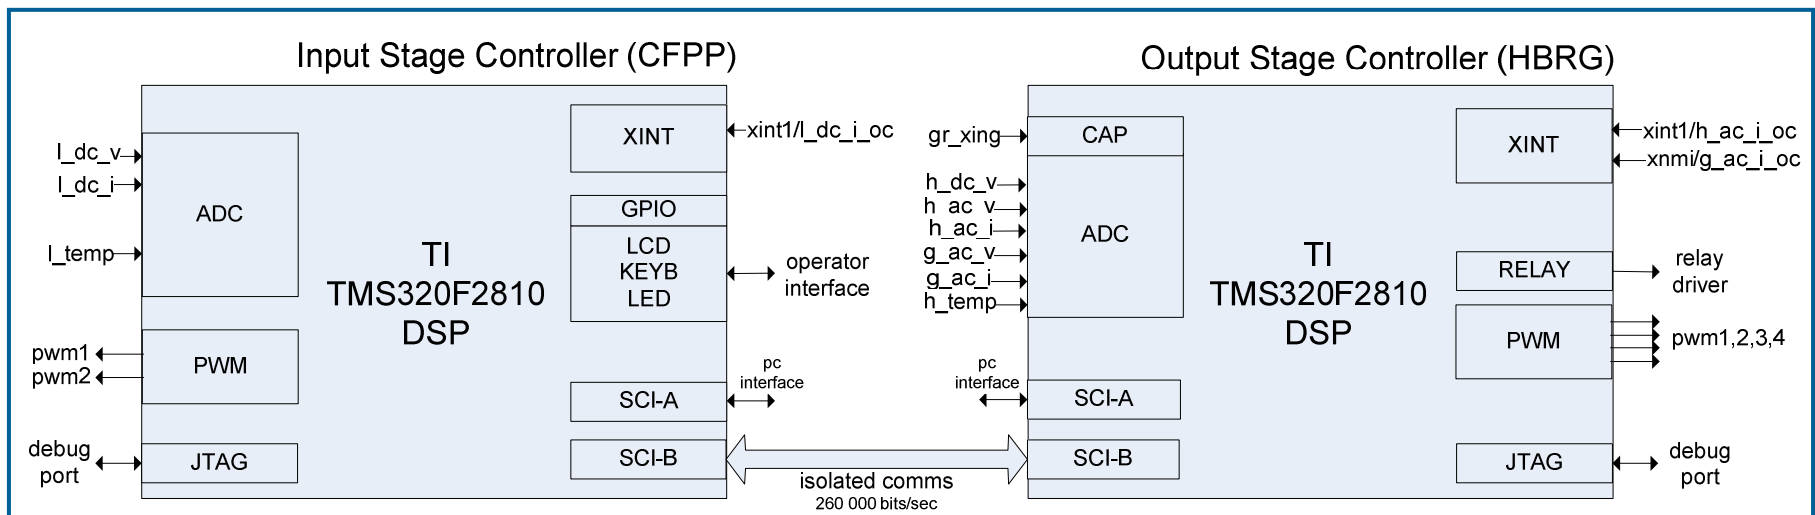 Input Stage Controller (CFPP)
l_dc_v
l_dc_i
l_temp
pwm1
pwm2
debug
port
ADC
PWM
JTAG
TI
TMS320F2810
DSP
XINT
GPIO
LCD
KEYB
LED
SCI-A
SCI-B
xint1/l_dc_i_oc
operator
interface
pc
interface
isolated comms
260 000 bits/sec
Output Stage Controller (HBRG)
gr_xing
h_dc_v
h_ac_v
h_ac_i
g_ac_v
g_ac_i
h_temp
pc
interface
CAP
ADC
SCI-A
SCI-B
TI
TMS320F2810
DSP
XINT
RELAY
PWM
JTAG
xint1/h_ac_i_oc
xnmi/g_ac_i_oc
relay
driver
pwm1,2,3,4
debug
port